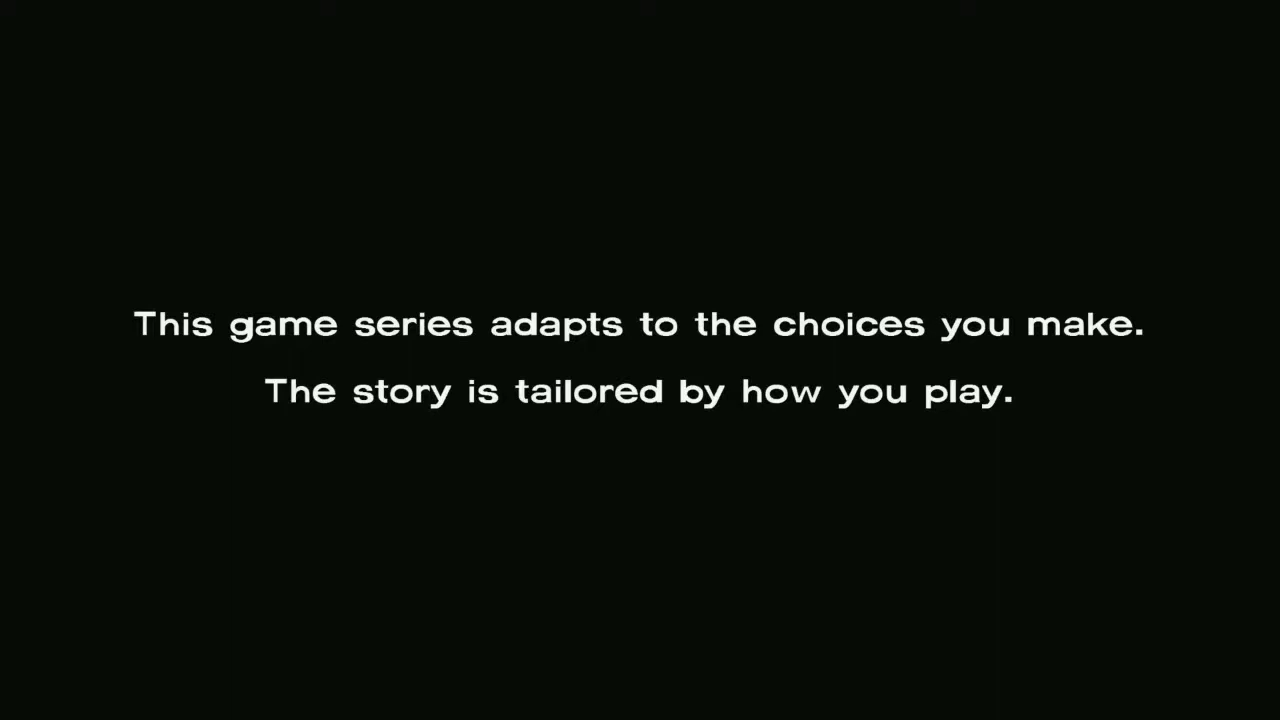 This game series adapts to the choices you make.
The story is tailored by how you play.